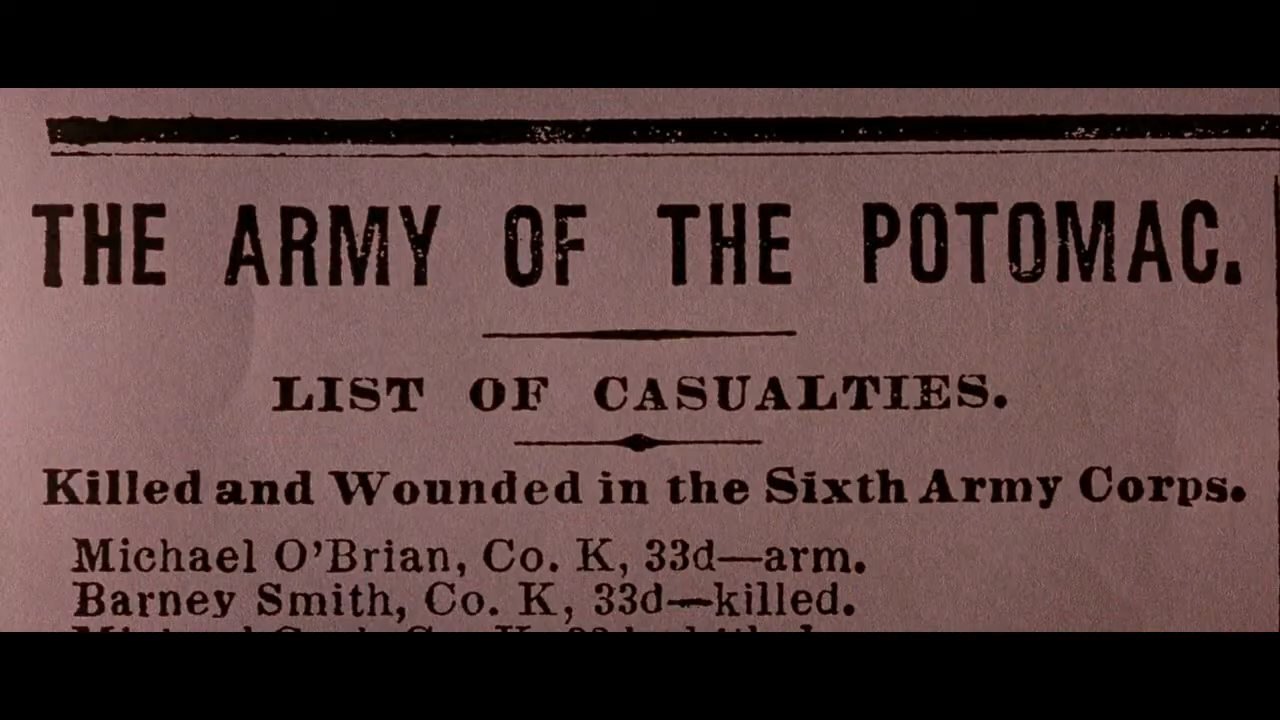 THE ARMY OF THE POTOMAC.
LIST OF CASUALTIES.
Killed and Wounded in the Sixth Army Corps.
Michael O'Brian, Co. K, 33d—arm.
Barney Smith, Co. K, 33d—killed.